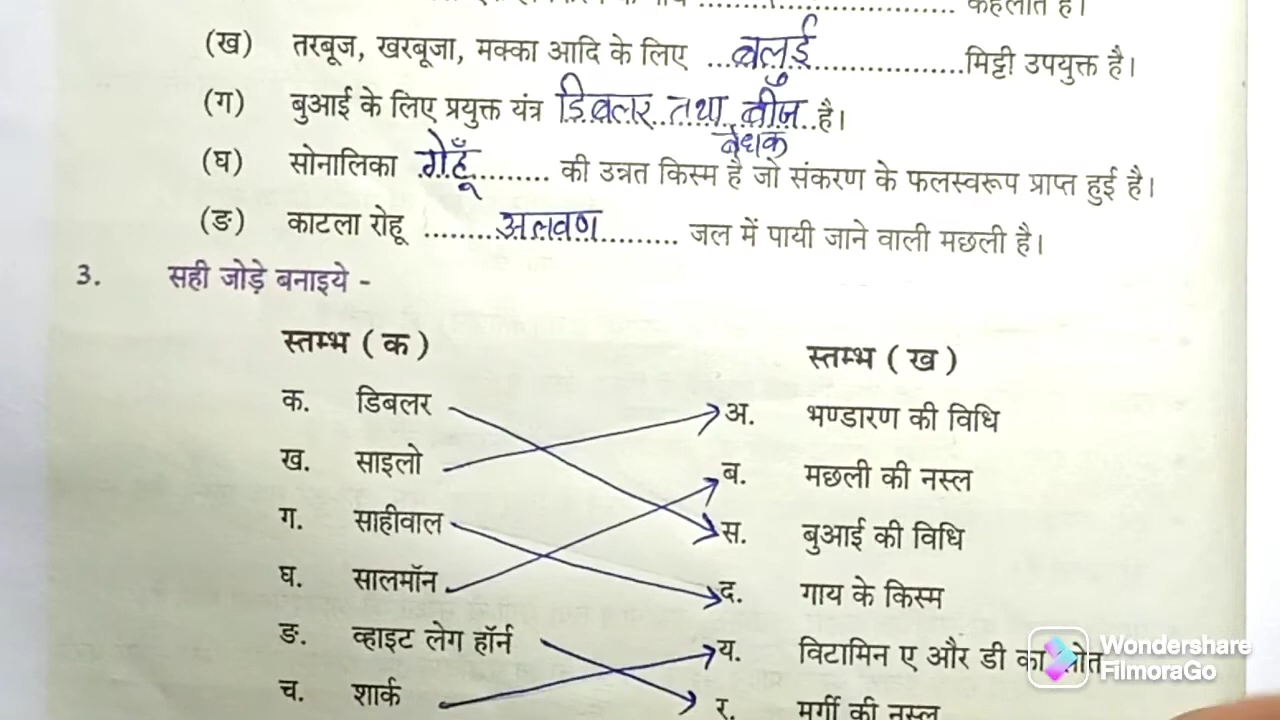 कहलाते हैं।
(ख) तरबूज, खरबूजा, मक्का आदि के लिए ...बलुई...मिट्टी उपयुक्त है।
(ग) बुआई के लिए प्रयुक्त यंत्र डिबलर तथा बीज है।
बेधक
(घ) सोनालिका गेहूँ......... की उन्नत किस्म है जो संकरण के फलस्वरूप प्राप्त हुई है।
(ङ) काटला रोहू .........अलवण......... जल में पायी जाने वाली मछली है।
3. सही जोड़े बनाइये -
स्तम्भ ( क ) स्तम्भ ( ख )
क. डिबलर अ. भण्डारण की विधि
ख. साइलो ब. मछली की नस्ल
ग. साहीवाल स. बुआई की विधि
घ. सालमॉन द. गाय के किस्म
ङ. व्हाइट लेग हॉर्न य. विटामिन ए और डी का स्रोत
च. शार्क र. मुर्गी की नस्ल
Wondershare
FilmoraGo